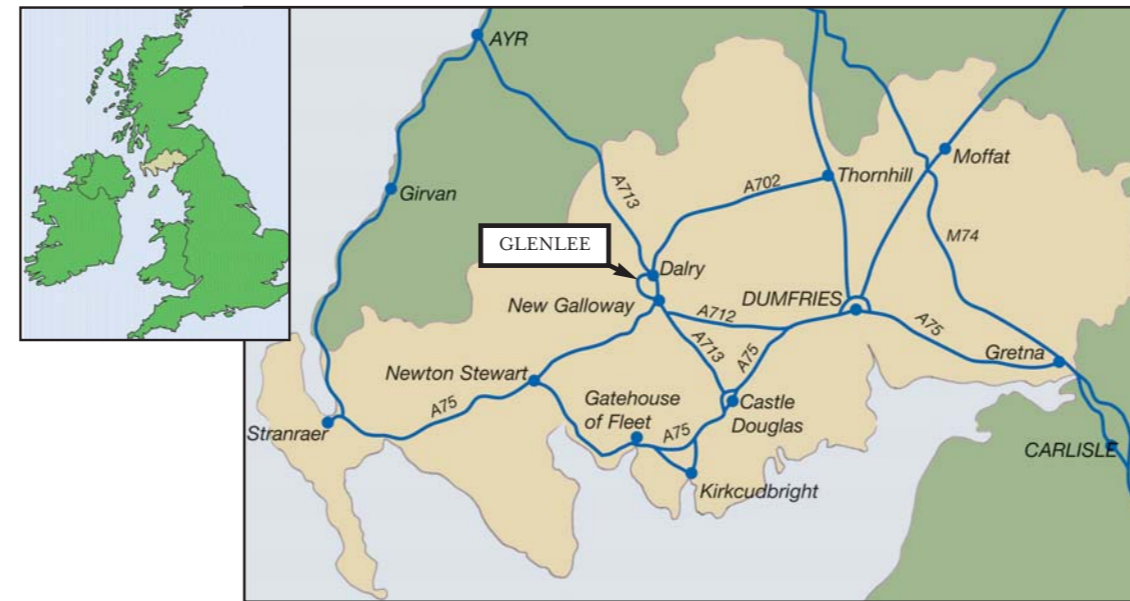 AYR
Girvan
A713
A702
Thornhill
Moffat
M74
GLENLEE
Dalry
New Galloway
DUMFRIES
A712
A713
A75
A75
Gretna
Newton Stewart
A75
Gatehouse
of Fleet
A75
Castle
Douglas
Stranraer
CARLISLE
Kirkcudbright